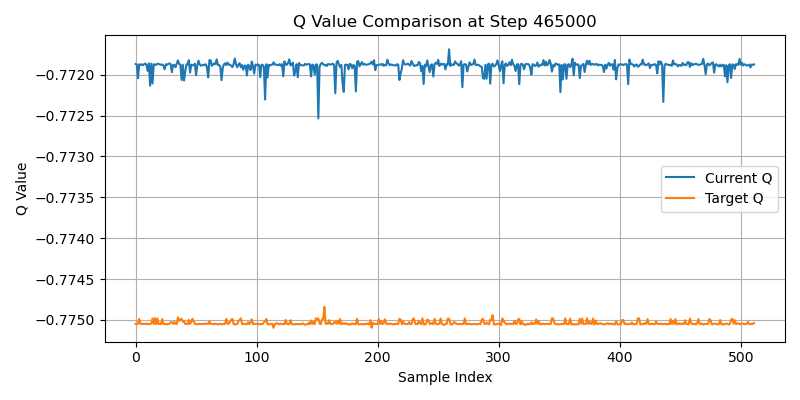 Q Value Comparison at Step 465000
Q Value
−0.7720
−0.7725
−0.7730
−0.7735
−0.7740
−0.7745
−0.7750
Current Q
Target Q
0
100
200
300
400
500
Sample Index